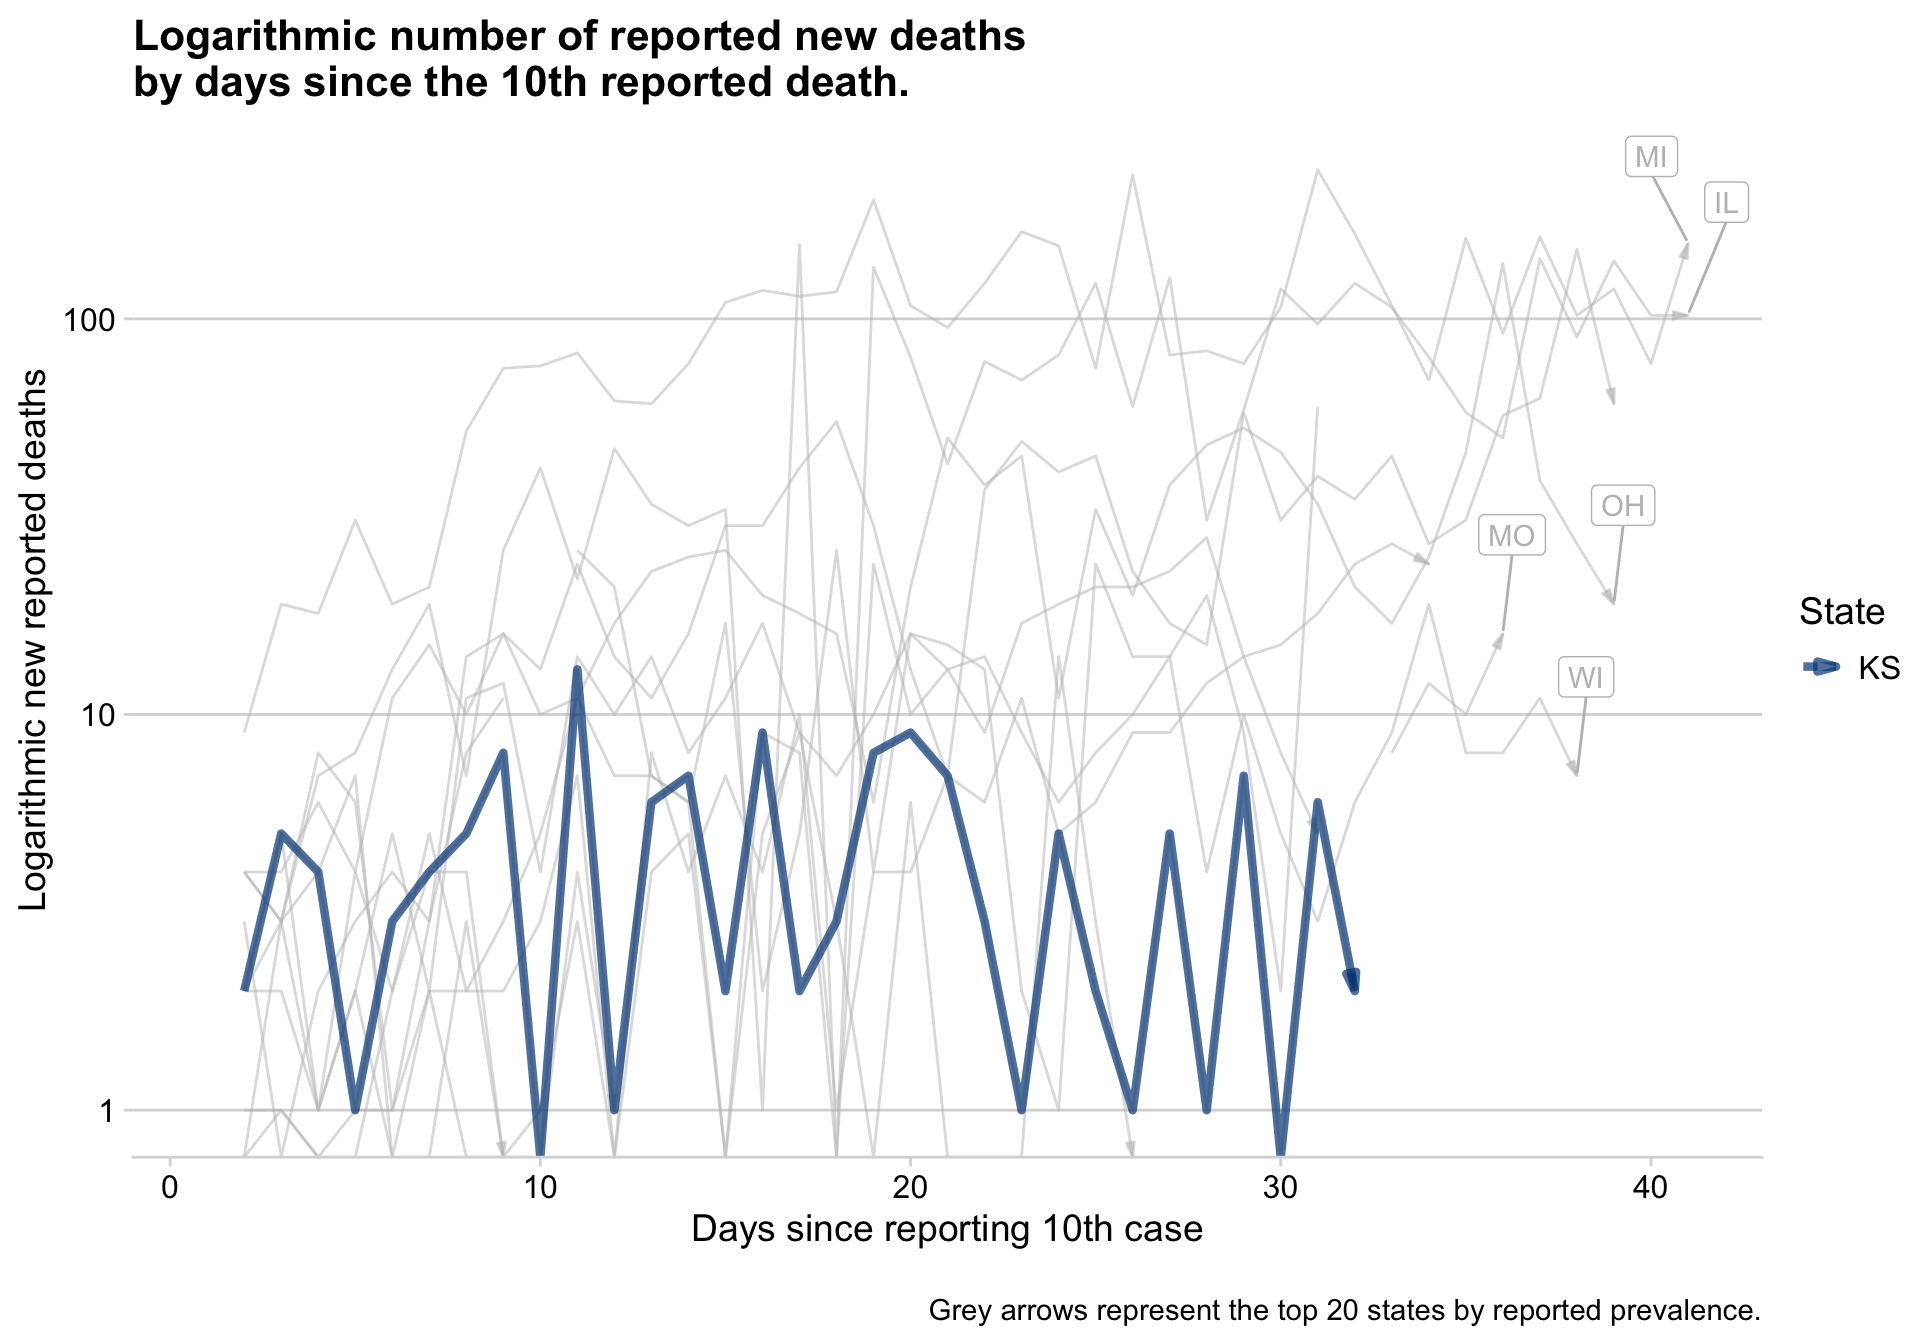 Logarithmic number of reported new deaths
by days since the 10th reported death.
MI
IL
100
OH
MO
State
KS
WI
10
1
Logarithmic new reported deaths
0 10 20 30 40
Days since reporting 10th case
Grey arrows represent the top 20 states by reported prevalence.